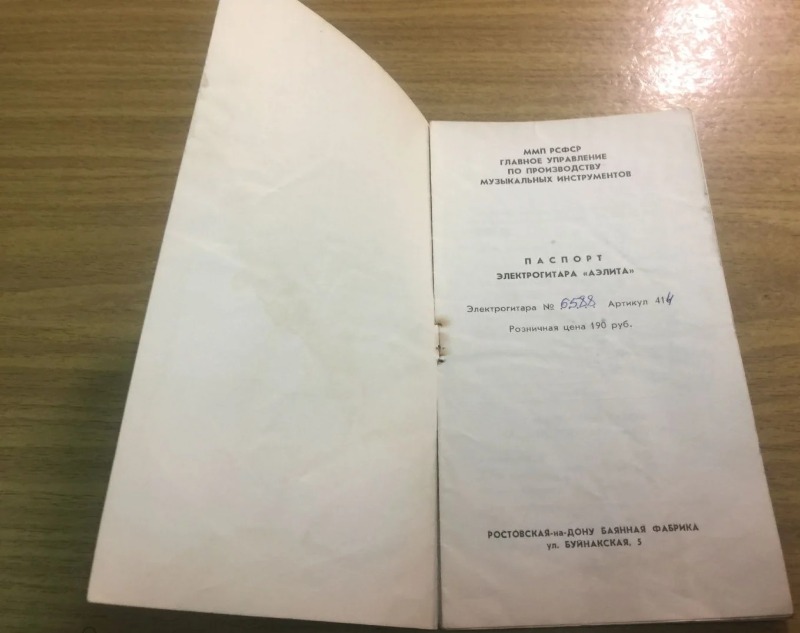 ММП РСФСР
ГЛАВНОЕ УПРАВЛЕНИЕ
ПО ПРОИЗВОДСТВУ
МУЗЫКАЛЬНЫХ ИНСТРУМЕНТОВ
ПАСПОРТ
ЭЛЕКТРОГИТАРА «АЭЛИТА»
Электрогитара № 6588 Артикул 414
Розничная цена 190 руб.
РОСТОВСКАЯ-на-ДОНУ БАЯННАЯ ФАБРИКА
ул. БУЙНАКСКАЯ, 5